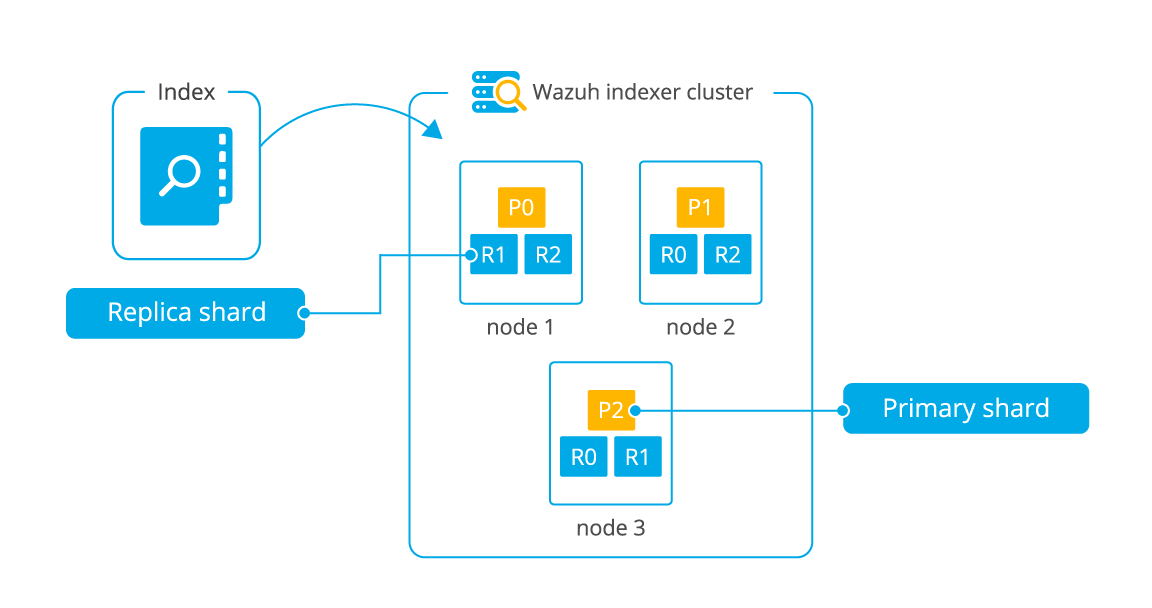 Index
Wazuh indexer cluster
P0
R1 R2
node 1
P1
R0 R2
node 2
Replica shard
P2
R0 R1
node 3
Primary shard